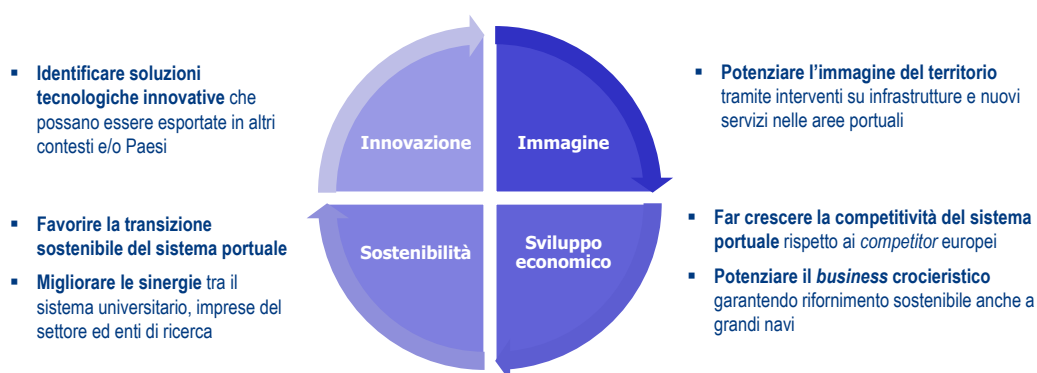 ▪ Identificare soluzioni
tecnologiche innovative che
possano essere esportate in altri
contesti e/o Paesi
▪ Favorire la transizione
sostenibile del sistema portuale
▪ Migliorare le sinergie tra il
sistema universitario, imprese del
settore ed enti di ricerca
Innovazione
Immagine
Sostenibilità
Sviluppo
economico
▪ Potenziare l’immagine del territorio
tramite interventi su infrastrutture e nuovi
servizi nelle aree portuali
▪ Far crescere la competitività del sistema
portuale rispetto ai competitor europei
▪ Potenziare il business crocieristico
garantendo rifornimento sostenibile anche a
grandi navi